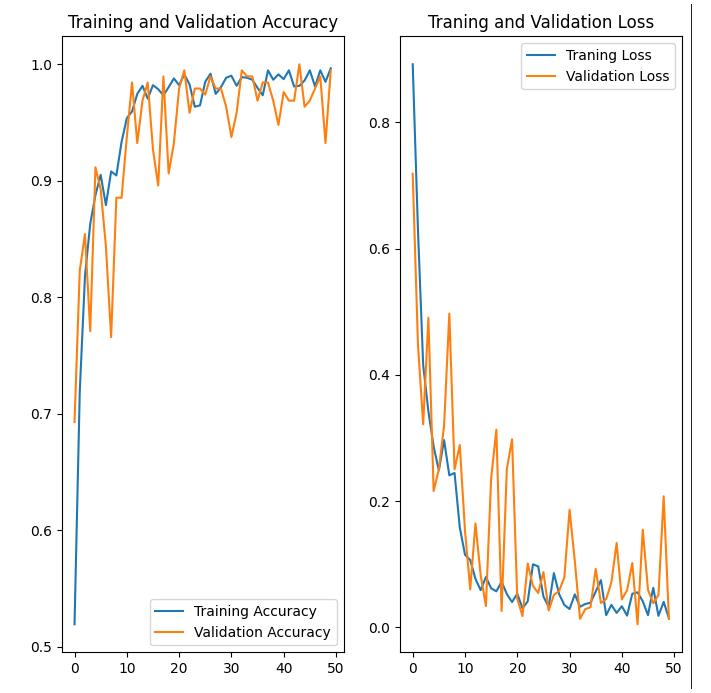 Training and Validation Accuracy
1.0
0.9
0.8
0.7
0.6
0.5
0 10 20 30 40 50
Training Accuracy
Validation Accuracy
Traning and Validation Loss
0.8
0.6
0.4
0.2
0.0
0 10 20 30 40 50
Traning Loss
Validation Loss